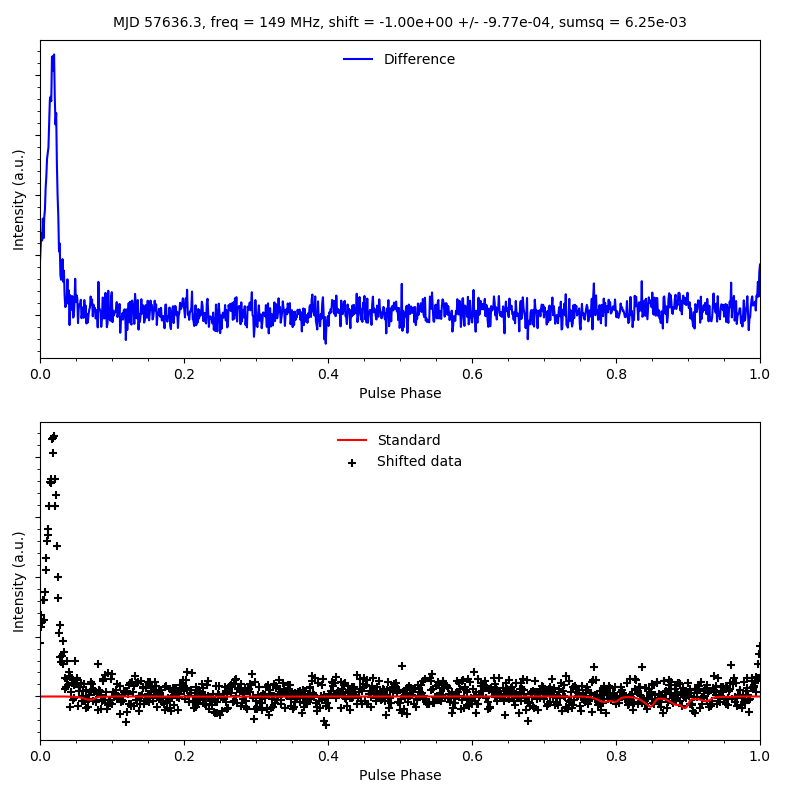 MJD 57636.3, freq = 149 MHz, shift = -1.00e+00 +/- -9.77e-04, sumsq = 6.25e-03
Difference
Intensity (a.u.)
0.0 0.2 0.4 0.6 0.8 1.0
Pulse Phase
Standard
Shifted data
Intensity (a.u.)
0.0 0.2 0.4 0.6 0.8 1.0
Pulse Phase